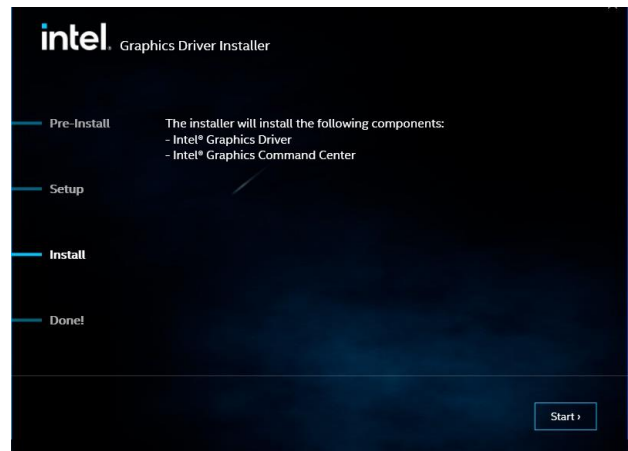 intel. Graphics Driver Installer
Pre-Install
The installer will install the following components:
- Intel® Graphics Driver
- Intel® Graphics Command Center
Setup
Install
Done!
Start ›